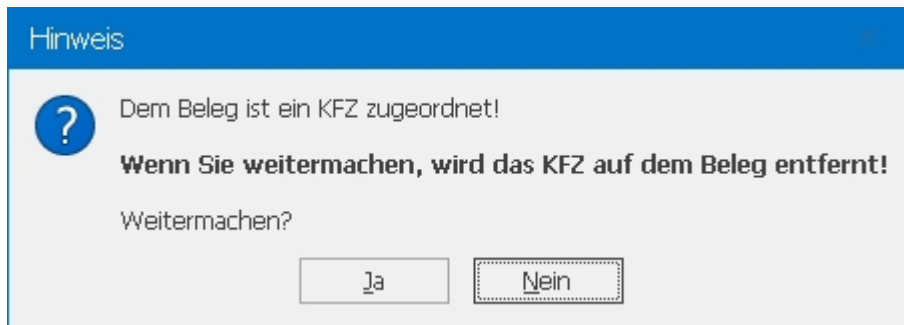 Hinweis
Dem Beleg ist ein KFZ zugeordnet!
Wenn Sie weitermachen, wird das KFZ auf dem Beleg entfernt!
Weitermachen?
Ja
Nein